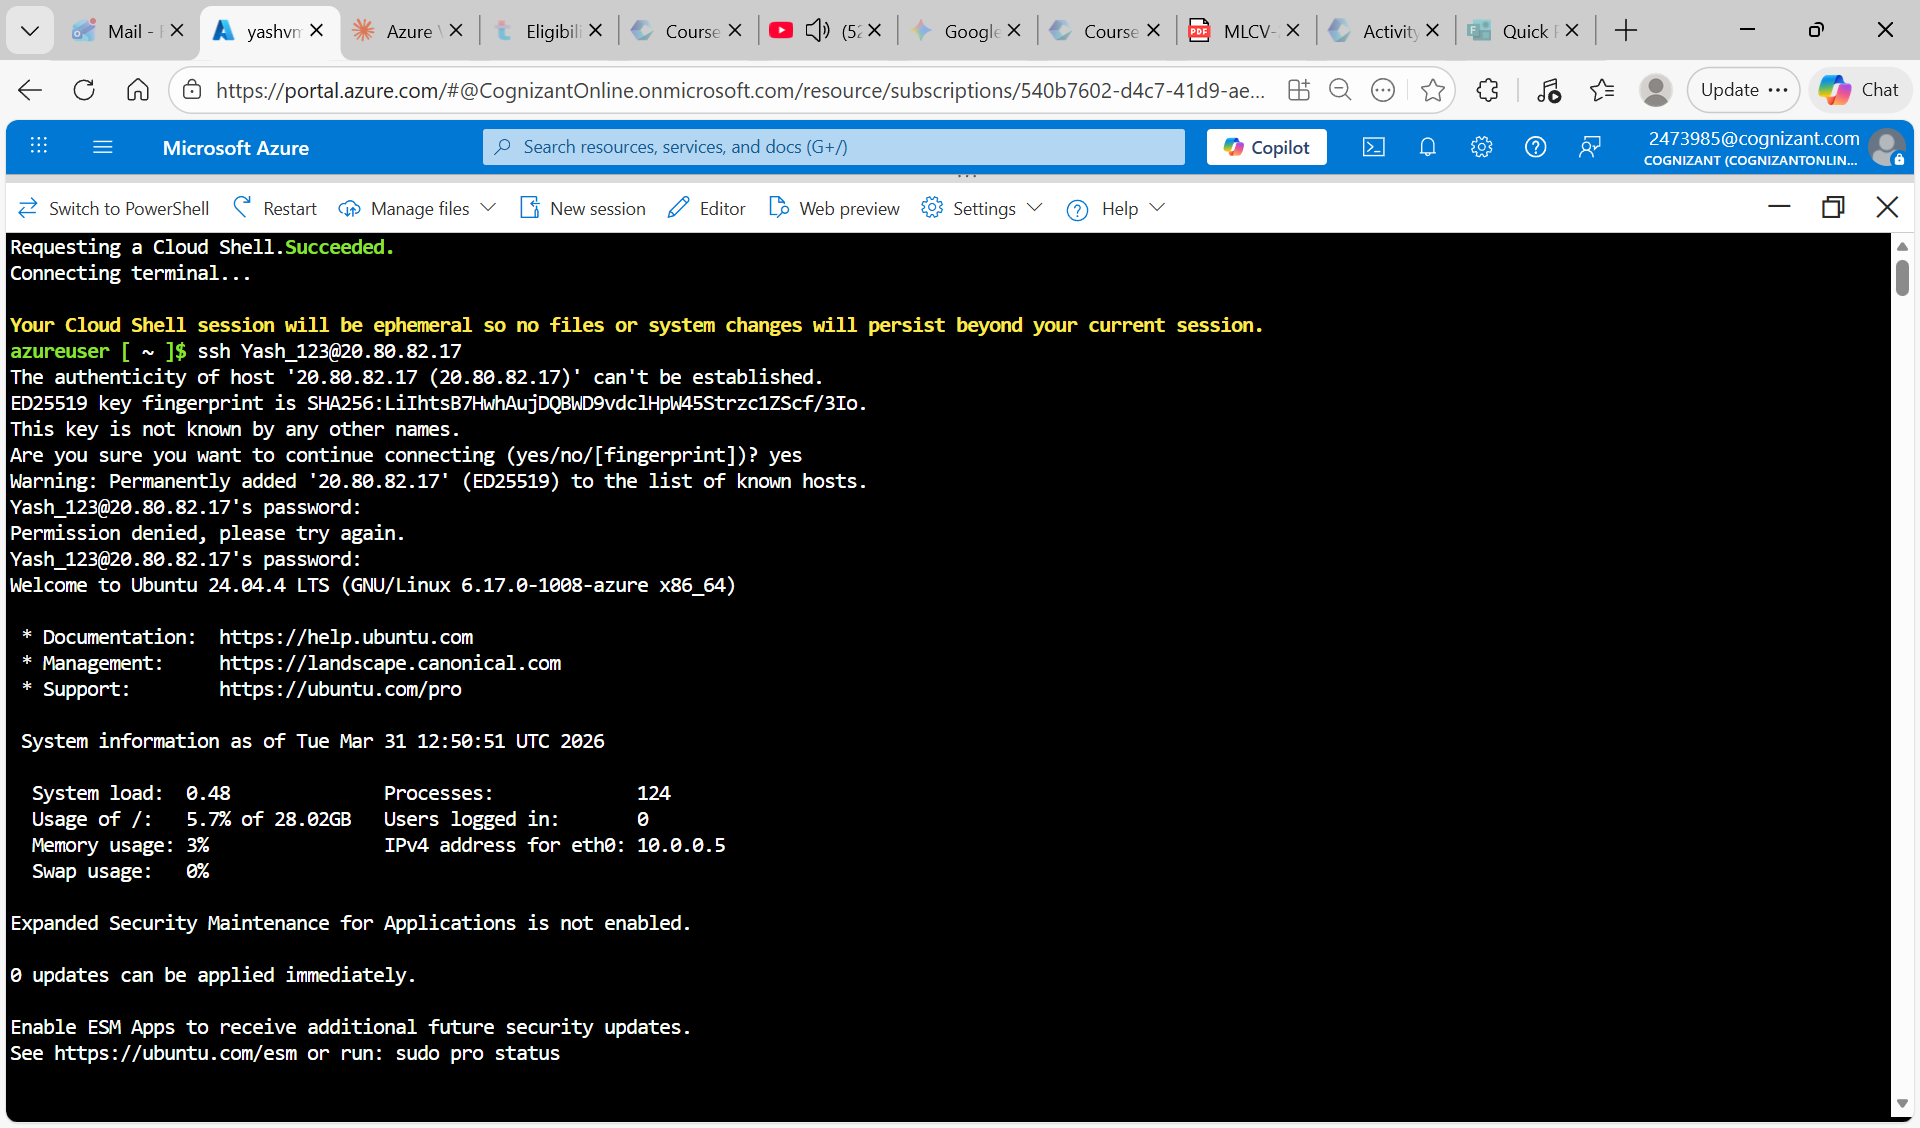 Mail -
yashvn
Azure
Eligibili
Course
(52
Google
Course
MLCV-
Activity
Quick
https://portal.azure.com/#@CognizantOnline.onmicrosoft.com/resource/subscriptions/540b7602-d4c7-41d9-ae...
Update
Chat
Microsoft Azure
Search resources, services, and docs (G+/)
Copilot
2473985@cognizant.com
COGNIZANT (COGNIZANTONLIN...
Switch to PowerShell
Restart
Manage files
New session
Editor
Web preview
Settings
Help
Requesting a Cloud Shell.Succeeded.
Connecting terminal...
Your Cloud Shell session will be ephemeral so no files or system changes will persist beyond your current session.
azureuser [ ~ ]$ ssh Yash_123@20.80.82.17
The authenticity of host '20.80.82.17 (20.80.82.17)' can't be established.
ED25519 key fingerprint is SHA256:LiIhtsB7HwhAujDQBWD9vdclHpW45Strzc1ZScf/3Io.
This key is not known by any other names.
Are you sure you want to continue connecting (yes/no/[fingerprint])? yes
Warning: Permanently added '20.80.82.17' (ED25519) to the list of known hosts.
Yash_123@20.80.82.17's password:
Permission denied, please try again.
Yash_123@20.80.82.17's password:
Welcome to Ubuntu 24.04.4 LTS (GNU/Linux 6.17.0-1008-azure x86_64)
* Documentation:  https://help.ubuntu.com
* Management:     https://landscape.canonical.com
* Support:        https://ubuntu.com/pro
System information as of Tue Mar 31 12:50:51 UTC 2026
System load:  0.48              Processes:             124
Usage of /:   5.7% of 28.02GB   Users logged in:       0
Memory usage: 3%                IPv4 address for eth0: 10.0.0.5
Swap usage:   0%
Expanded Security Maintenance for Applications is not enabled.
0 updates can be applied immediately.
Enable ESM Apps to receive additional future security updates.
See https://ubuntu.com/esm or run: sudo pro status